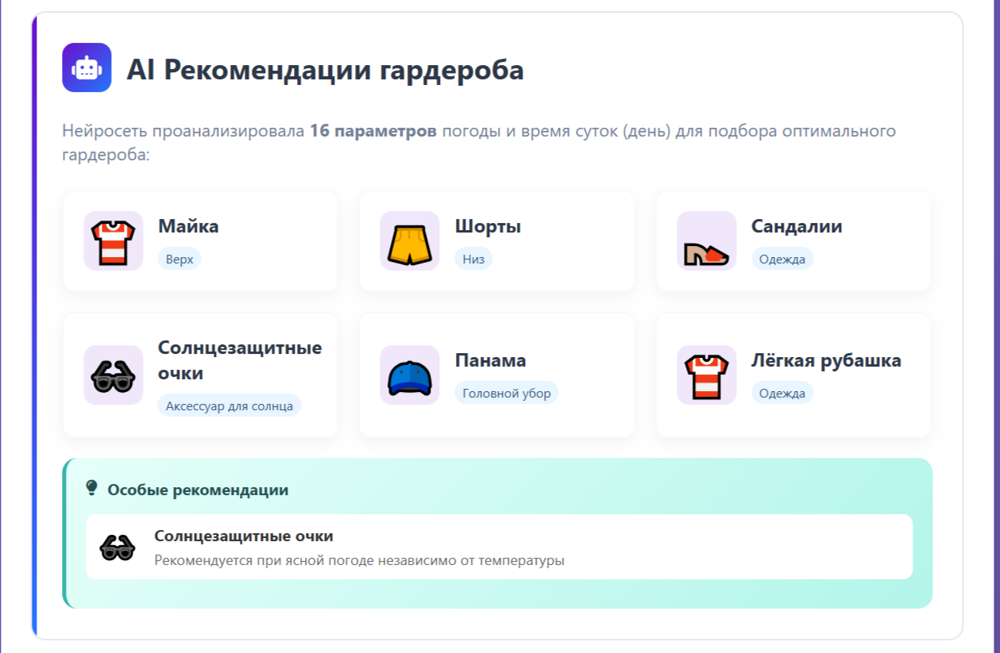 AI Рекомендации гардероба
Нейросеть проанализировала 16 параметров погоды и время суток (день) для подбора оптимального
гардероба:
Майка
Верх
Шорты
Низ
Сандалии
Одежда
Солнцезащитные
очки
Аксессуар для солнца
Панама
Головной убор
Лёгкая рубашка
Одежда
Особые рекомендации
Солнцезащитные очки
Рекомендуется при ясной погоде независимо от температуры